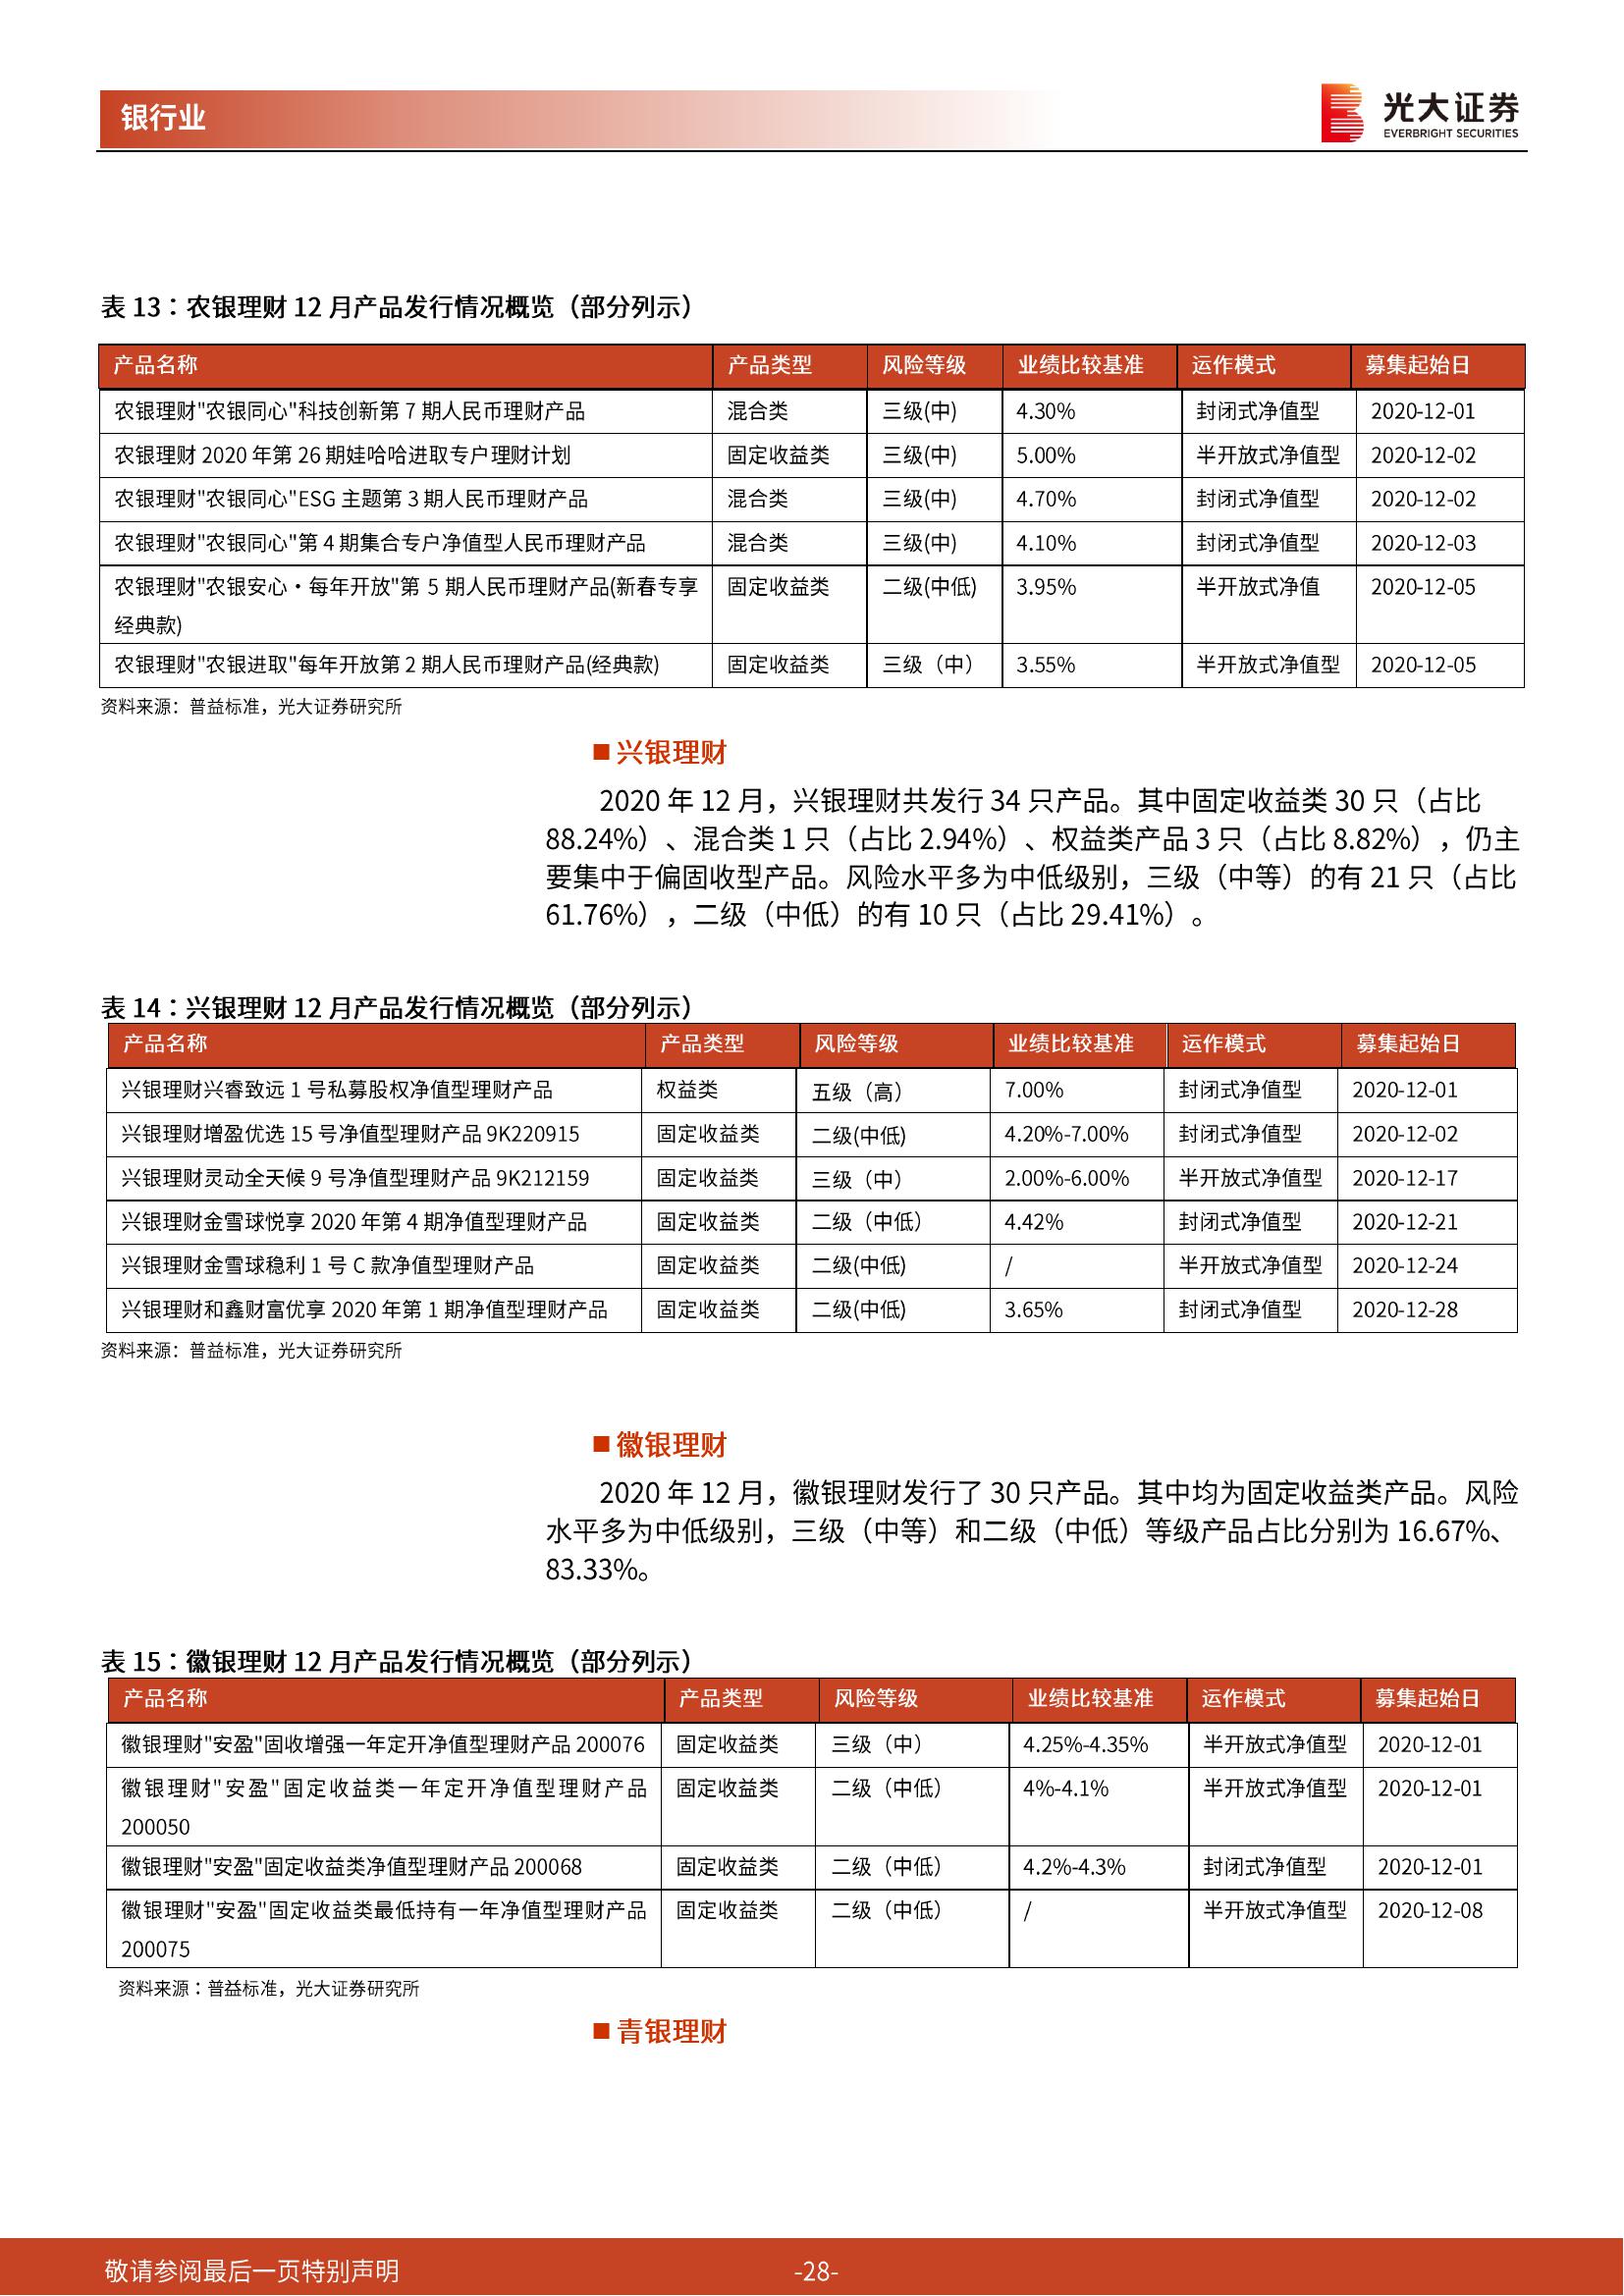 银行业
光大证券
EVERBRIGHT SECURITIES
表 13：农银理财 12 月产品发行情况概览（部分列示）
产品名称 产品类型 风险等级 业绩比较基准 运作模式 募集起始日
农银理财"农银同心"科技创新第 7 期人民币理财产品 混合类 三级(中) 4.30% 封闭式净值型 2020-12-01
农银理财 2020 年第 26 期娃哈哈进取专户理财计划 固定收益类 三级(中) 5.00% 半开放式净值型 2020-12-02
农银理财"农银同心"ESG 主题第 3 期人民币理财产品 混合类 三级(中) 4.70% 封闭式净值型 2020-12-02
农银理财"农银同心"第 4 期集合专户净值型人民币理财产品 混合类 三级(中) 4.10% 封闭式净值型 2020-12-03
农银理财"农银安心·每年开放"第 5 期人民币理财产品(新春专享 固定收益类 二级(中低) 3.95% 半开放式净值 2020-12-05
经典款)
农银理财"农银进取"每年开放第 2 期人民币理财产品(经典款) 固定收益类 三级（中） 3.55% 半开放式净值型 2020-12-05
资料来源：普益标准，光大证券研究所
■ 兴银理财
2020 年 12 月，兴银理财共发行 34 只产品。其中固定收益类 30 只（占比
88.24%）、混合类 1 只（占比 2.94%）、权益类产品 3 只（占比 8.82%），仍主
要集中于偏固收型产品。风险水平多为中低级别，三级（中等）的有 21 只（占比
61.76%），二级（中低）的有 10 只（占比 29.41%）。
表 14：兴银理财 12 月产品发行情况概览（部分列示）
产品名称 产品类型 风险等级 业绩比较基准 运作模式 募集起始日
兴银理财兴睿致远 1 号私募股权净值型理财产品 权益类 五级（高） 7.00% 封闭式净值型 2020-12-01
兴银理财增盈优选 15 号净值型理财产品 9K220915 固定收益类 二级(中低) 4.20%-7.00% 封闭式净值型 2020-12-02
兴银理财灵动全天候 9 号净值型理财产品 9K212159 固定收益类 三级（中） 2.00%-6.00% 半开放式净值型 2020-12-17
兴银理财金雪球悦享 2020 年第 4 期净值型理财产品 固定收益类 二级（中低） 4.42% 封闭式净值型 2020-12-21
兴银理财金雪球稳利 1 号 C 款净值型理财产品 固定收益类 二级(中低) / 半开放式净值型 2020-12-24
兴银理财和鑫财富优享 2020 年第 1 期净值型理财产品 固定收益类 二级(中低) 3.65% 封闭式净值型 2020-12-28
资料来源：普益标准，光大证券研究所
■ 徽银理财
2020 年 12 月，徽银理财发行了 30 只产品。其中均为固定收益类产品。风险
水平多为中低级别，三级（中等）和二级（中低）等级产品占比分别为 16.67%、
83.33%。
表 15：徽银理财 12 月产品发行情况概览（部分列示）
产品名称 产品类型 风险等级 业绩比较基准 运作模式 募集起始日
徽银理财"安盈"固收增强一年定开净值型理财产品 200076 固定收益类 三级（中） 4.25%-4.35% 半开放式净值型 2020-12-01
徽银理财"安盈"固定收益类一年定开净值型理财产品 固定收益类 二级（中低） 4%-4.1% 半开放式净值型 2020-12-01
200050
徽银理财"安盈"固定收益类净值型理财产品 200068 固定收益类 二级（中低） 4.2%-4.3% 封闭式净值型 2020-12-01
徽银理财"安盈"固定收益类最低持有一年净值型理财产品 固定收益类 二级（中低） / 半开放式净值型 2020-12-08
200075
资料来源：普益标准，光大证券研究所
■ 青银理财
敬请参阅最后一页特别声明 -28-